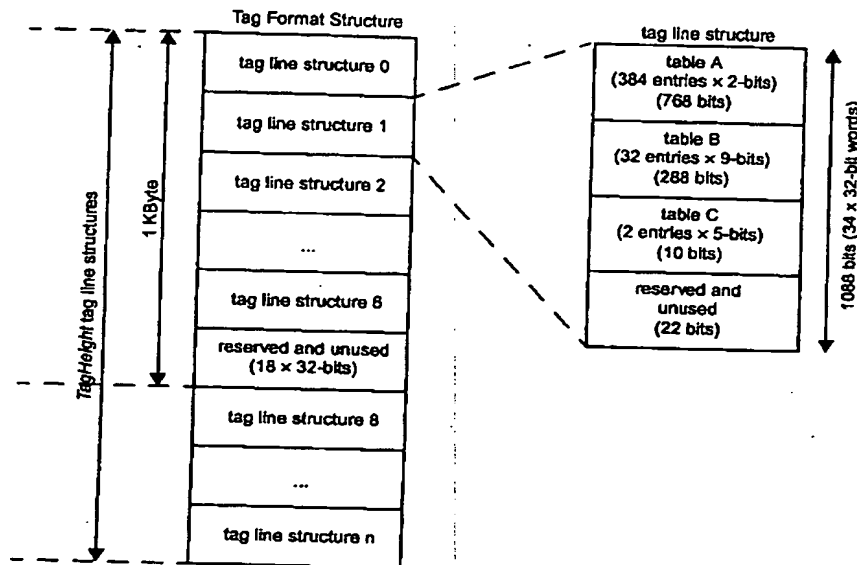 Tag Format Structure
tag line structure 0
tag line structure 1
tag line structure 2
...
tag line structure 6
reserved and unused
(18 × 32-bits)
tag line structure 8
...
tag line structure n
TagHeight tag line structures
1 KByte
tag line structure
table A
(384 entries × 2-bits)
(768 bits)
table B
(32 entries × 9-bits)
(288 bits)
table C
(2 entries × 5-bits)
(10 bits)
reserved and
unused
(22 bits)
1088 bits (34 x 32-bit words)